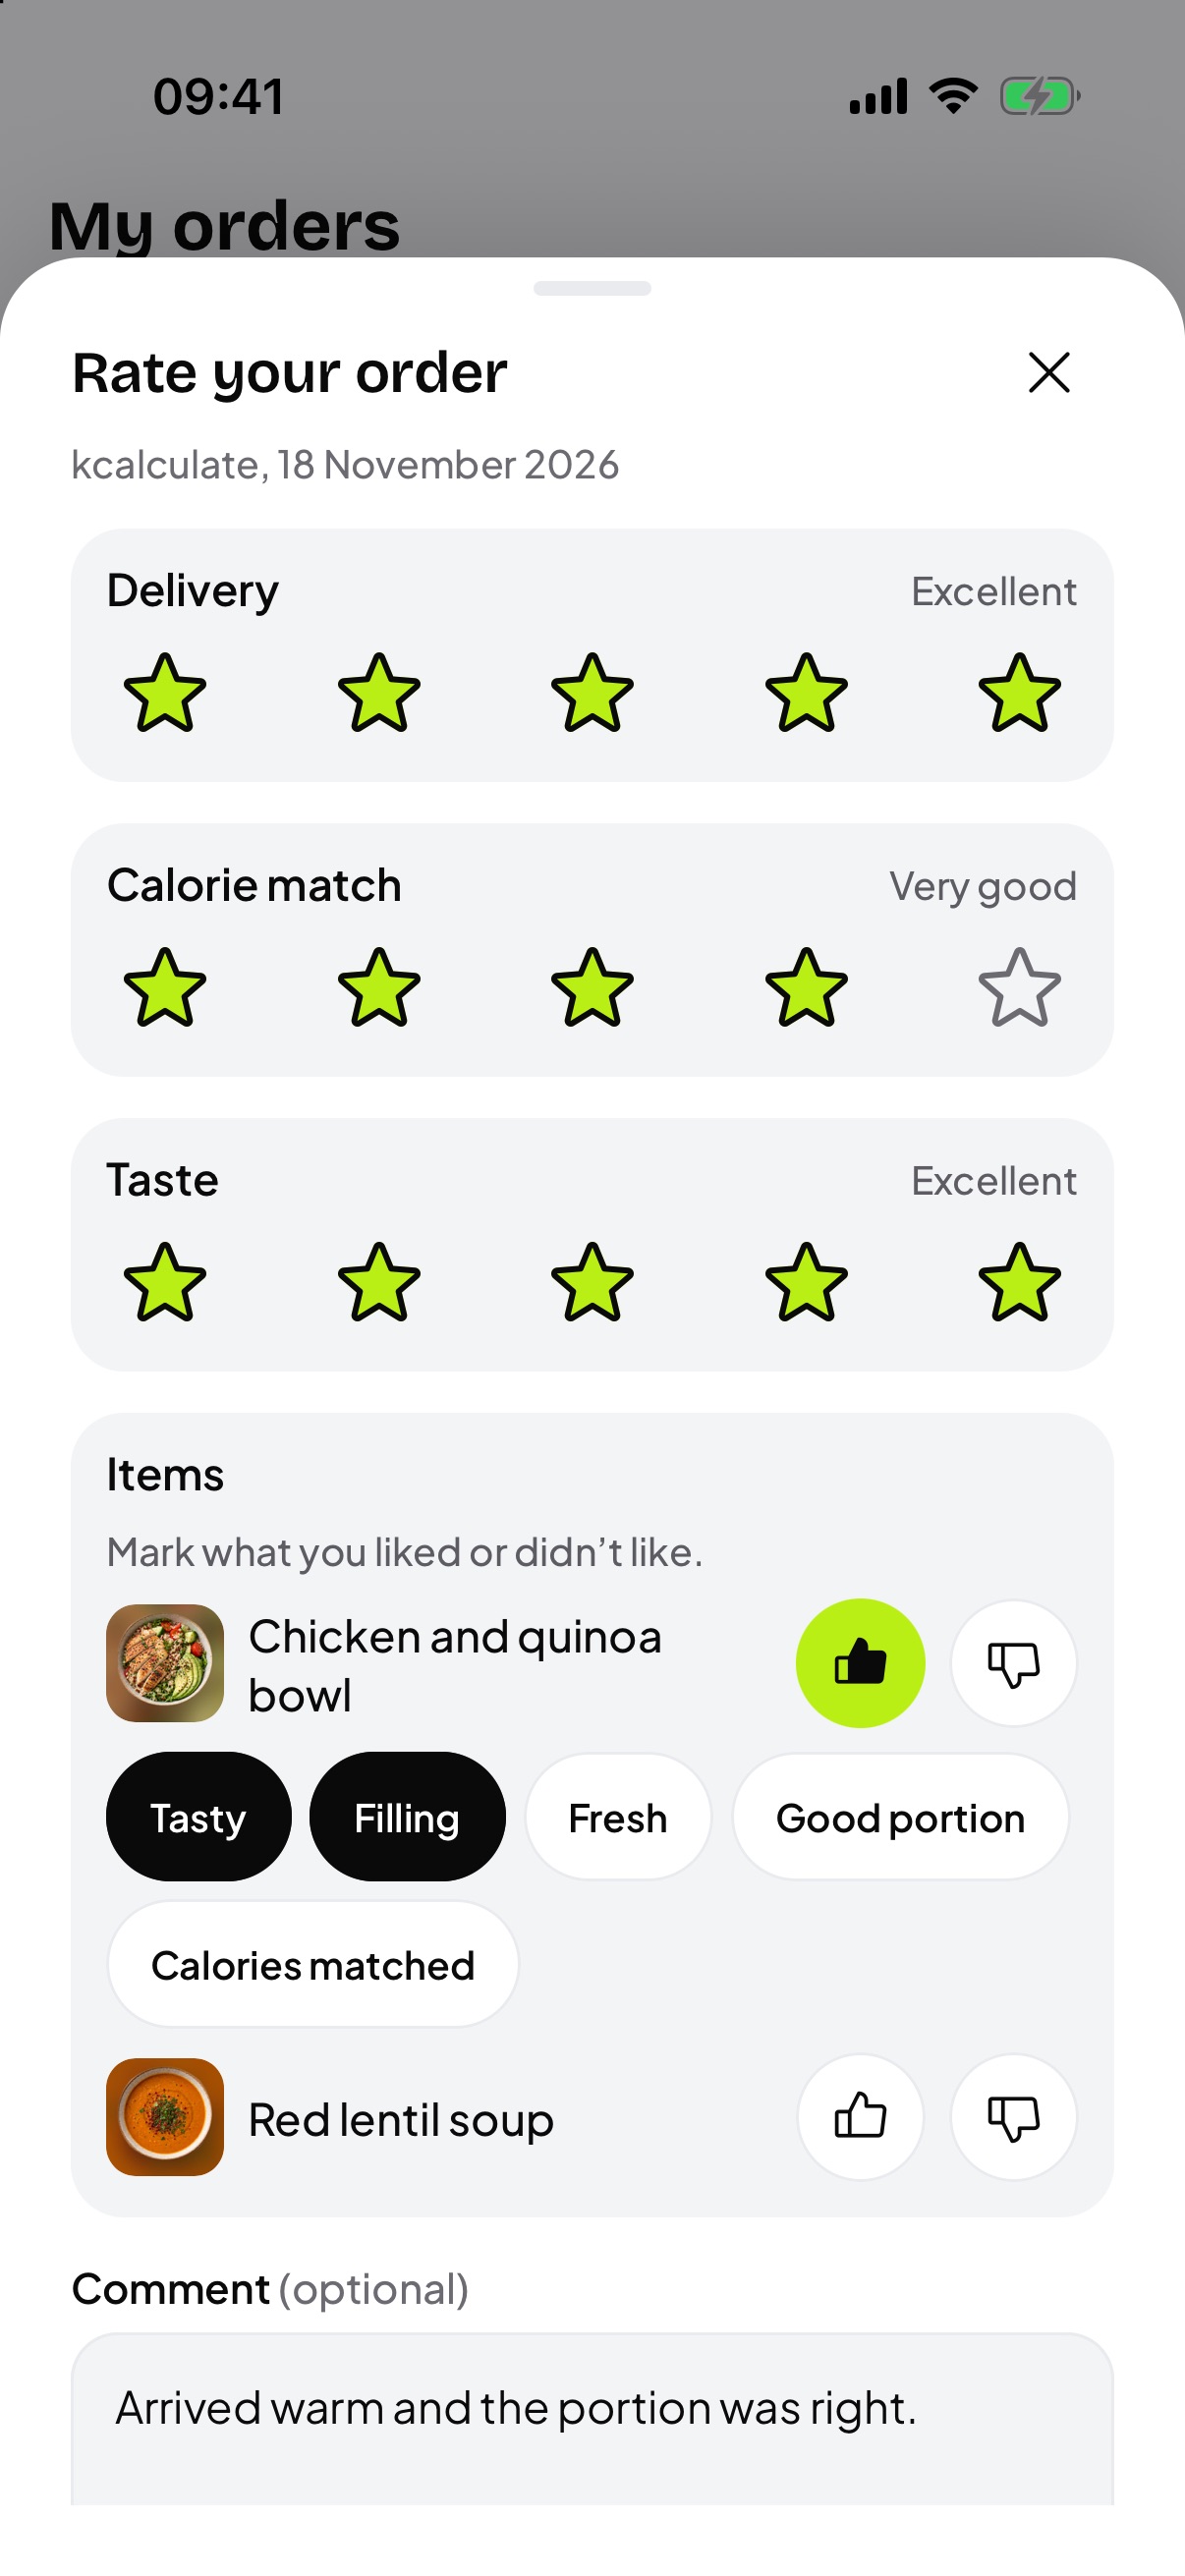 09:41
My orders
Rate your order
kcalculate, 18 November 2026
Delivery
Excellent
Calorie match
Very good
Taste
Excellent
Items
Mark what you liked or didn’t like.
Chicken and quinoa
bowl
Tasty
Filling
Fresh
Good portion
Calories matched
Red lentil soup
Comment (optional)
Arrived warm and the portion was right.